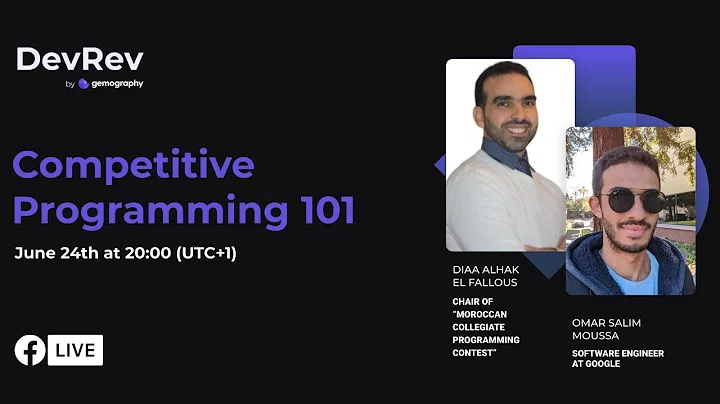 DevRev
by gemography
Competitive
Programming 101
June 24th at 20:00 (UTC+1)
LIVE
DIAA ALHAK
EL FALLOUS
CHAIR OF
“MOROCCAN
COLLEGIATE
PROGRAMMING
CONTEST”
OMAR SALIM
MOUSSA
SOFTWARE ENGINEER
AT GOOGLE